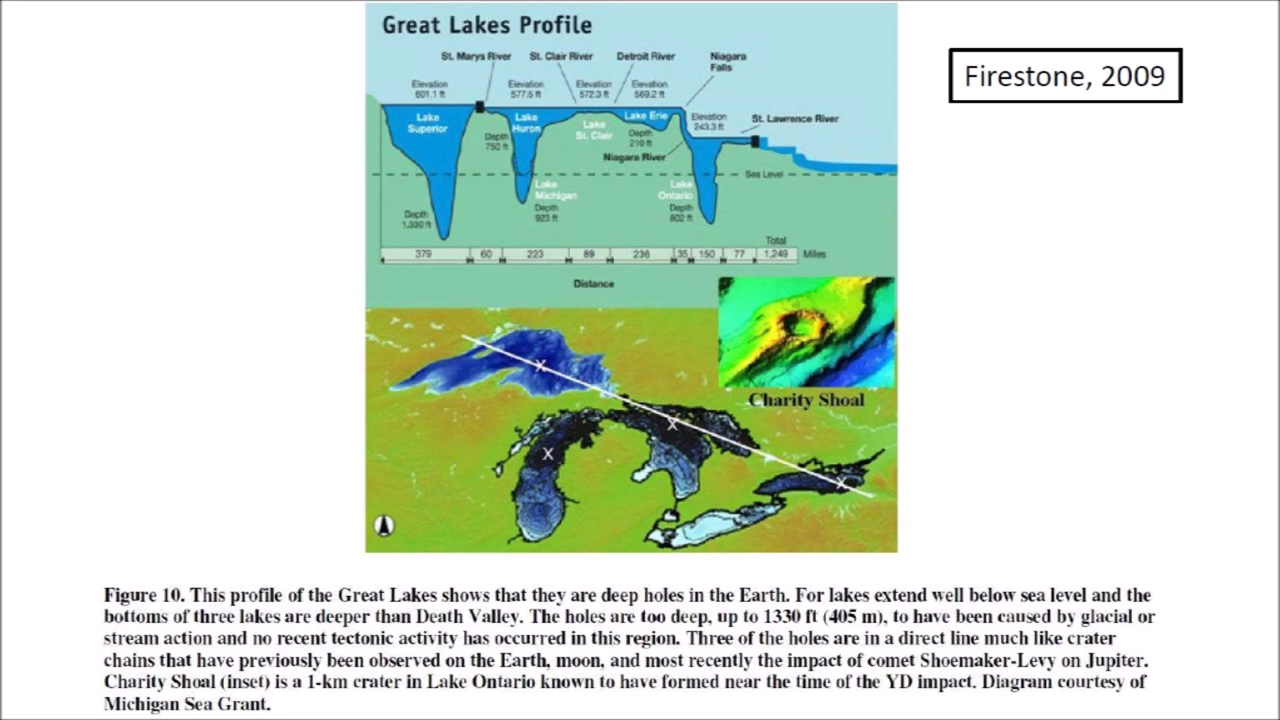 Great Lakes Profile
Firestone, 2009
St. Marys River
St. Clair River
Detroit River
Niagara
Falls
Elevation
601.1 ft
Elevation
577.5 ft
Elevation
572.3 ft
Elevation
569.2 ft
Lake
Superior
Lake
Huron
Lake
St. Clair
Lake Erie
Elevation
243.3 ft
St. Lawrence River
Depth
750 ft
Depth
210 ft
Niagara River
Sea Level
Lake
Michigan
Depth
923 ft
Lake
Ontario
Depth
802 ft
Depth
1,330 ft
Total
379 60 223 89 236 35 150 77 1,249 Miles
Distance
Charity Shoal
X
X
X
X
Figure 10. This profile of the Great Lakes shows that they are deep holes in the Earth. For lakes extend well below sea level and the
bottoms of three lakes are deeper than Death Valley. The holes are too deep, up to 1330 ft (405 m), to have been caused by glacial or
stream action and no recent tectonic activity has occurred in this region. Three of the holes are in a direct line much like crater
chains that have previously been observed on the Earth, moon, and most recently the impact of comet Shoemaker-Levy on Jupiter.
Charity Shoal (inset) is a 1-km crater in Lake Ontario known to have formed near the time of the YD impact. Diagram courtesy of
Michigan Sea Grant.